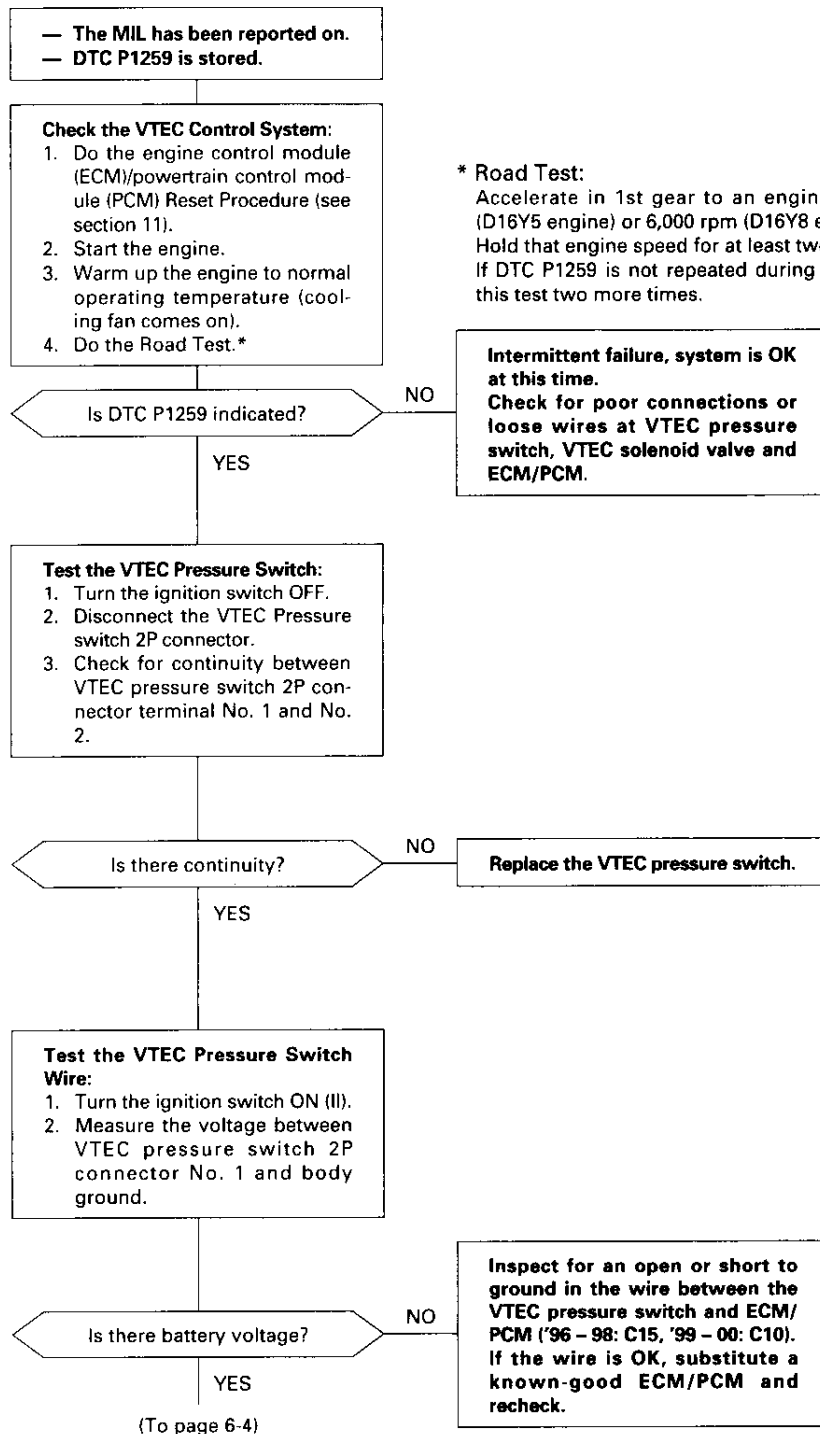 — The MIL has been reported on.
— DTC P1259 is stored.
Check the VTEC Control System:
1. Do the engine control module
(ECM)/powertrain control mod-
ule (PCM) Reset Procedure (see
section 11).
2. Start the engine.
3. Warm up the engine to normal
operating temperature (cool-
ing fan comes on).
4. Do the Road Test.*
* Road Test:
Accelerate in 1st gear to an engin
(D16Y5 engine) or 6,000 rpm (D16Y8 e
Hold that engine speed for at least tw
If DTC P1259 is not repeated during
this test two more times.
Is DTC P1259 indicated?
NO
Intermittent failure, system is OK
at this time.
Check for poor connections or
loose wires at VTEC pressure
switch, VTEC solenoid valve and
ECM/PCM.
YES
Test the VTEC Pressure Switch:
1. Turn the ignition switch OFF.
2. Disconnect the VTEC Pressure
switch 2P connector.
3. Check for continuity between
VTEC pressure switch 2P con-
nector terminal No. 1 and No.
2.
Is there continuity?
NO
Replace the VTEC pressure switch.
YES
Test the VTEC Pressure Switch
Wire:
1. Turn the ignition switch ON (II).
2. Measure the voltage between
VTEC pressure switch 2P
connector No. 1 and body
ground.
Is there battery voltage?
NO
Inspect for an open or short to
ground in the wire between the
VTEC pressure switch and ECM/
PCM ('96 – 98: C15, '99 – 00: C10).
If the wire is OK, substitute a
known-good ECM/PCM and
recheck.
YES
(To page 6-4)